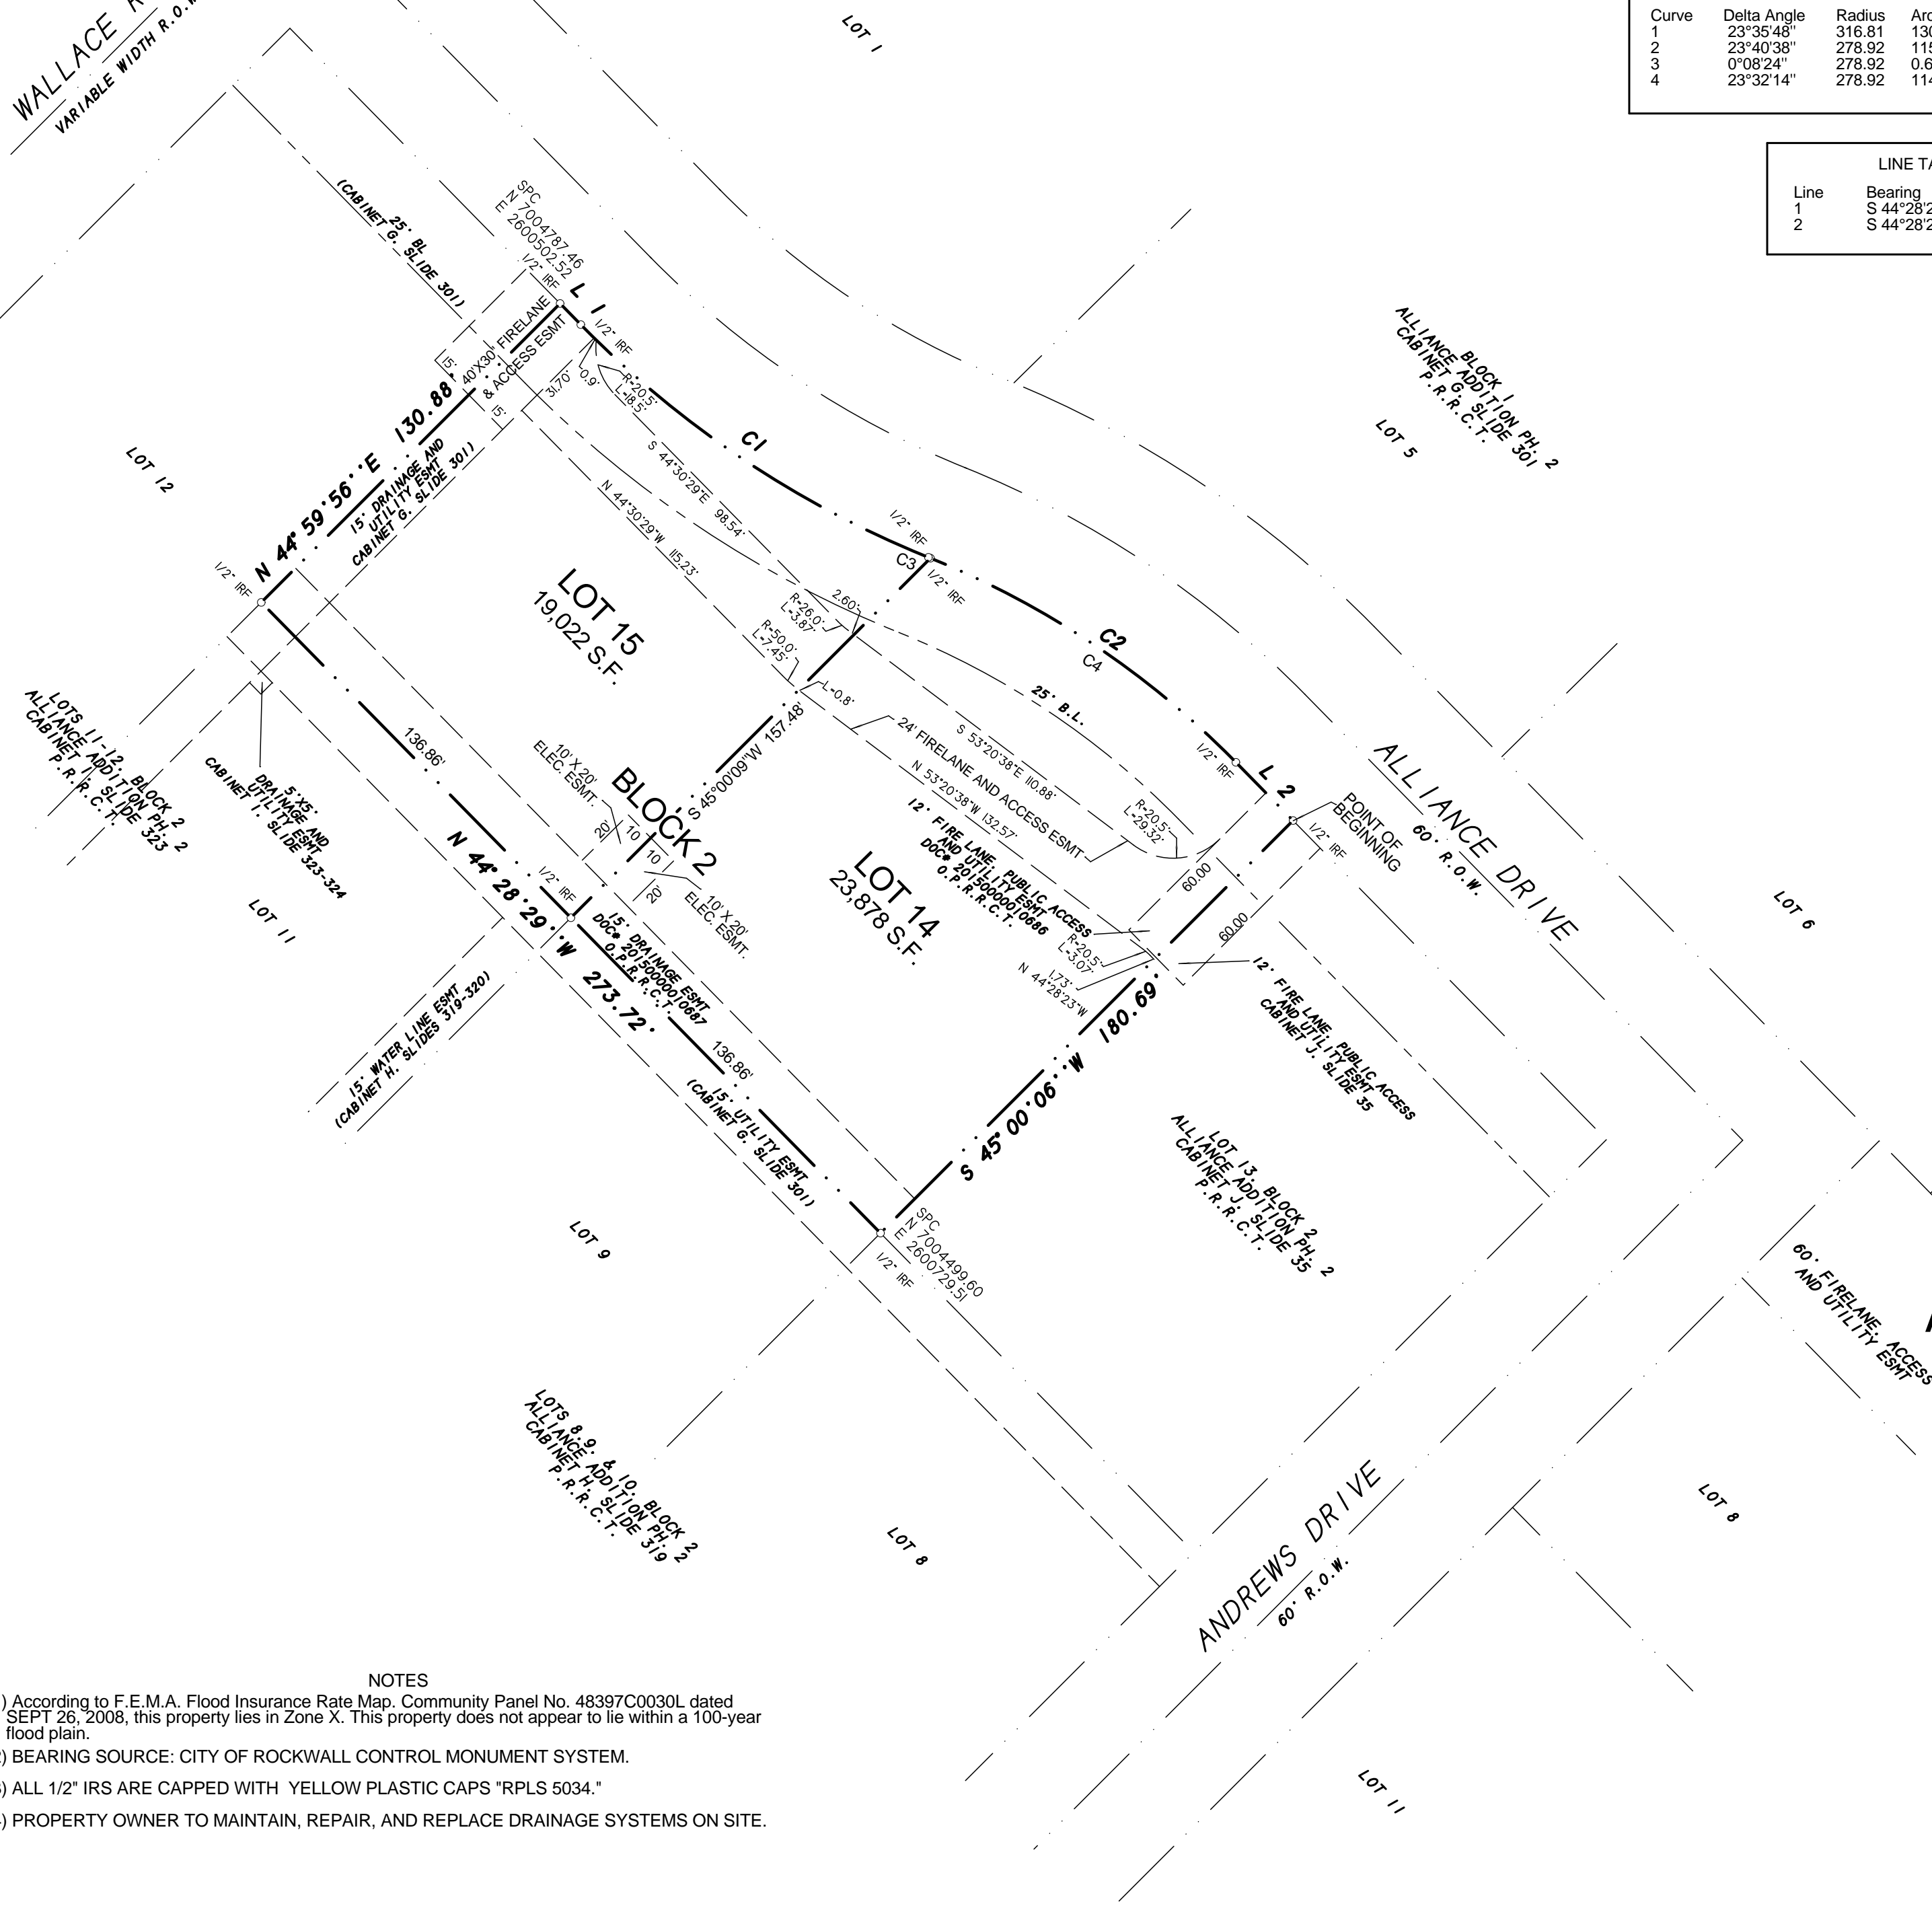 WALLACE
VARIABLE WIDTH R.O.W.
LOT 1
Curve Delta Angle Radius
1 23°35'48" 316.81
2 23°40'38" 278.92
3 0°08'24" 278.92
4 23°32'14" 278.92
Line Bearing
1
2
LINE
25' BL
(CABINET G, SLIDE 301)
SPC
N 7004787.46
E 2600502.52
1/2" IRF
L 1
1/2" IRF
40'X30' FIRELANE
& ACCESS ESMT
15'
15'
31.70'
0.9'
R=20.5'
L=18.5'
N 44°59'56''E 130.88'
15' DRAINAGE AND
UTILITY ESMT
CABINET G. SLIDE 301)
C1
S 44°30'29"E 98.54'
N 44°30'29"W 115.23'
BLOCK 1
ALLIANCE ADDITION PH. 2
CABINET G, SLIDE 301
P.R.R.C.T.
LOT 5
LOT 12
1/2" IRF
1/2" IRF
C3
1/2" IRF
LOT 15
19,022 S.F.
R=26.0'
L=3.87'
2.60'
R=50.0'
L=7.45'
L=0.8'
C2
C4
25' B.L.
1/2" IRF
L 2
POINT OF
BEGINNING
1/2" IRF
ALLIANCE DRIVE
60' R.O.W.
LOTS 11-12, BLOCK 2
ALLIANCE ADDITION PH. 2
CABINET I, SLIDE 323
P.R.R.C.T.
5'X5'
DRAINAGE AND
UTILITY ESMT
CABINET I, SLIDE 323-324
136.86'
10' X 20'
ELEC. ESMT.
BLOCK 2
S 45°00'09"W 157.48'
20'
10
10
20'
10' X 20'
ELEC. ESMT.
24' FIRELANE AND ACCESS ESMT
S 53°20'38"E 110.88'
N 53°20'38"W 132.57'
R=20.5'
L=29.32'
12' FIRE LANE, PUBLIC ACCESS
AND UTILITY ESMT
DOC# 20150000010686
O.P.R.R.C.T.
60.00
60.00
LOT 14
23,878 S.F.
R=20.5'
L=3.07'
1.73'
N 44°28'23"W
12' FIRE LANE, PUBLIC ACCESS
AND UTILITY ESMT
CABINET J, SLIDE 35
LOT 6
LOT 11
N 44°28'29''W 273.72'
1/2" IRF
15' DRAINAGE ESMT
DOC# 20150000010687
O.P.R.R.C.T.
15' WATER LINE ESMT
(CABINET H, SLIDES 319-320)
136.86'
15' UTILITY ESMT
(CABINET G, SLIDE 301)
S 45°00'06''W 180.69'
LOT 13, BLOCK 2
ALLIANCE ADDITION PH. 2
CABINET J, SLIDE 35
P.R.R.C.T.
SPC
N 7004499.60
E 2600729.51
1/2" IRF
LOT 9
60' FIRELANE, ACCESS
AND UTILITY ESMT
LOTS 8,9, & 10, BLOCK 2
ALLIANCE ADDITION PH. 2
CABINET H, SLIDE 319
P.R.R.C.T.
LOT 8
ANDREWS DRIVE
60' R.O.W.
LOT 8
LOT 11
NOTES
) According to F.E.M.A. Flood Insurance Rate Map. Community Panel No. 48397C0030L dated
SEPT 26, 2008, this property lies in Zone X. This property does not appear to lie within a 100-year
flood plain.
) BEARING SOURCE: CITY OF ROCKWALL CONTROL MONUMENT SYSTEM.
) ALL 1/2" IRS ARE CAPPED WITH YELLOW PLASTIC CAPS "RPLS 5034."
) PROPERTY OWNER TO MAINTAIN, REPAIR, AND REPLACE DRAINAGE SYSTEMS ON SITE.